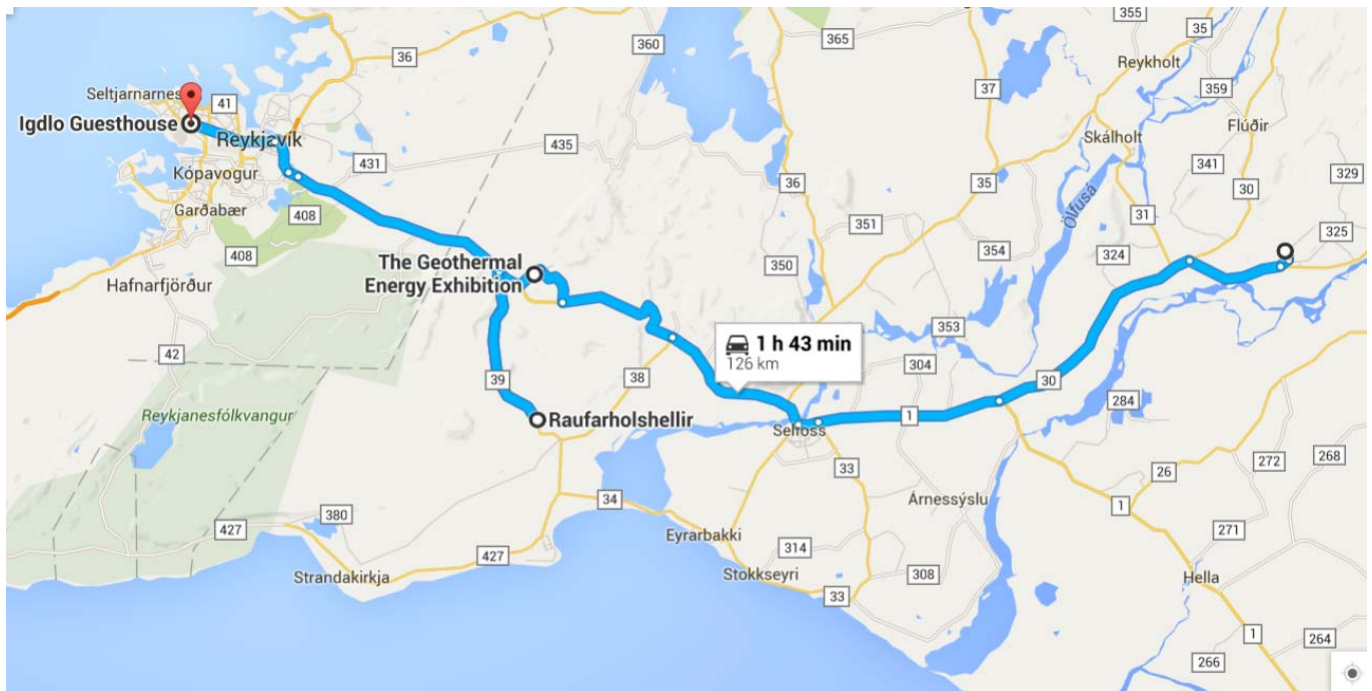 355
36
360
365
35
Reykholt
Seltjarnarnes
41
37
359
Igdlo Guesthouse
Reykjavík
Flúðir
Skálholt
431
435
Kópavogur
341
329
36
35
30
Garðabær
408
351
Ölfusá
31
325
408
354
324
The Geothermal
Energy Exhibition
350
Hafnarfjörður
353
1 h 43 min
126 km
42
39
38
304
30
284
Reykjanesfólkvangur
Raufarholshellir
1
Selfoss
33
26
272
268
Árnessýslu
34
1
380
427
Eyrarbakki
271
427
314
Strandakirkja
Stokkseyri
308
Hella
33
1
264
266